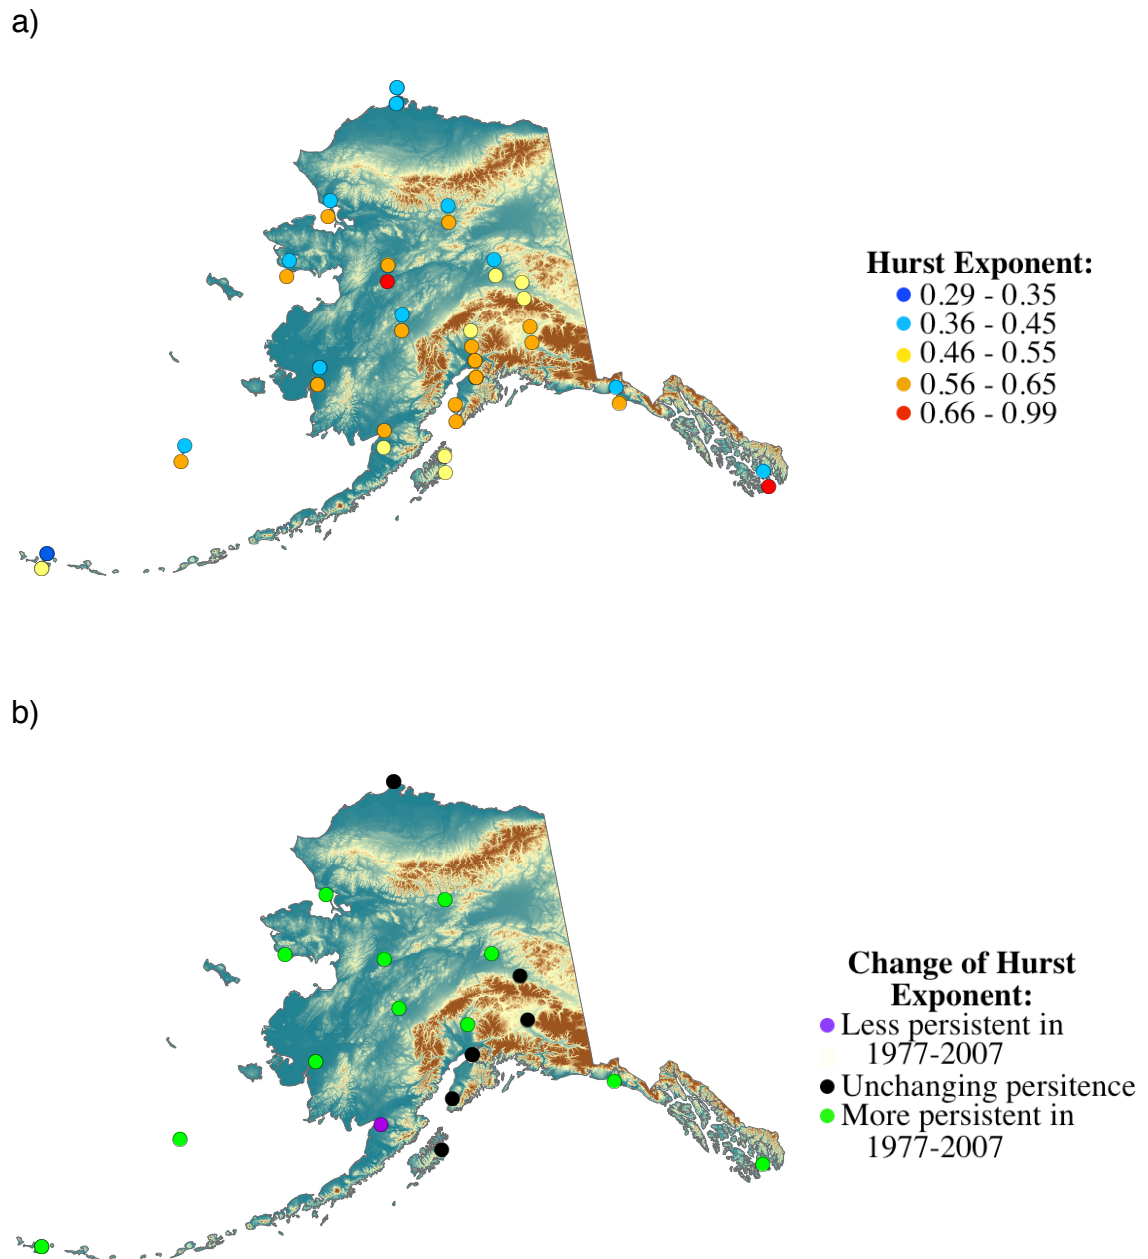 a)
Hurst Exponent:
0.29 - 0.35
0.36 - 0.45
0.46 - 0.55
0.56 - 0.65
0.66 - 0.99
b)
Change of Hurst
Exponent:
Less persistent in
1977-2007
Unchanging persitence
More persistent in
1977-2007